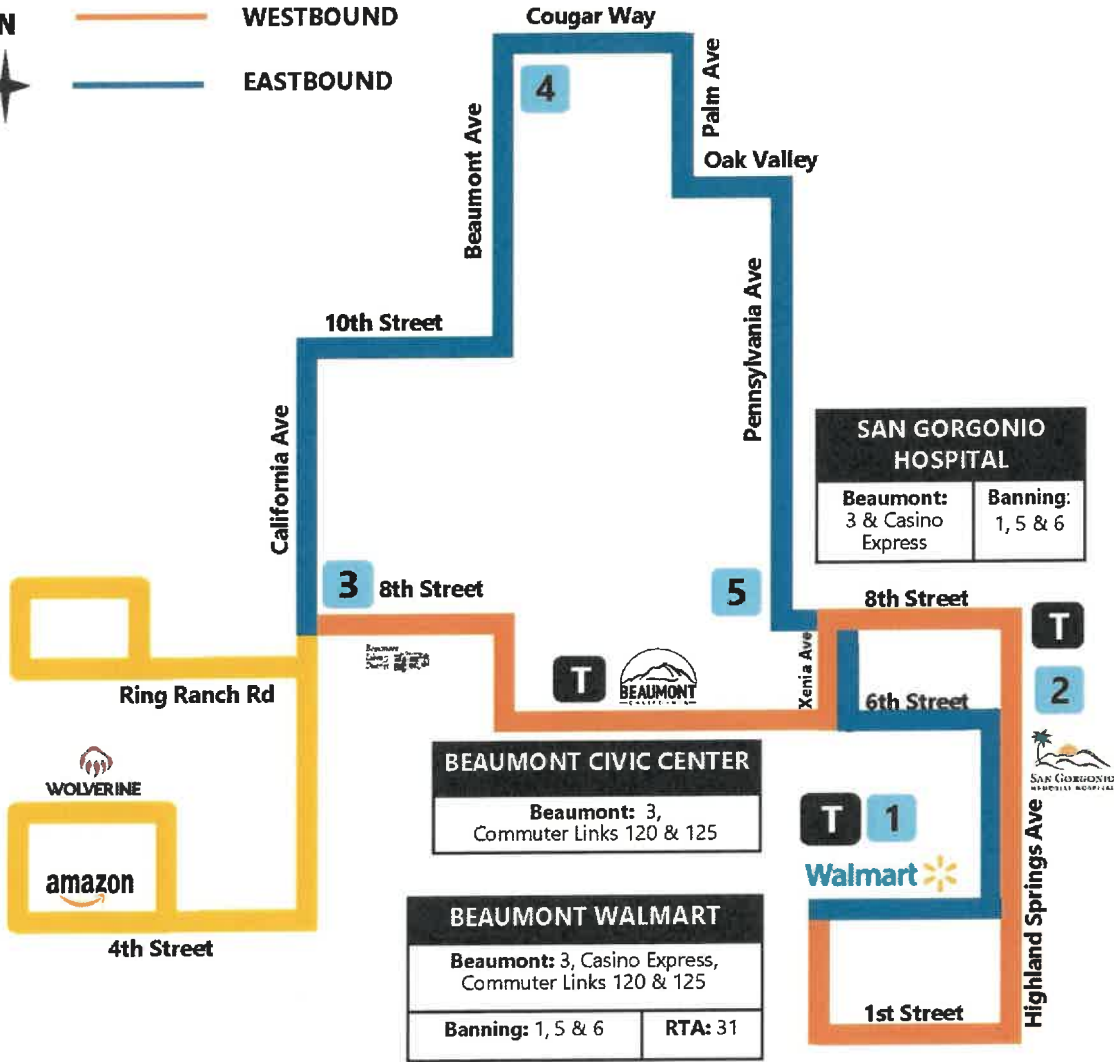 N
WESTBOUND
EASTBOUND
Cougar Way
4
Palm Ave
Beaumont Ave
Oak Valley
Pennsylvania Ave
10th Street
California Ave
SAN GORGONIO
HOSPITAL
Beaumont:
3 & Casino
Express
Banning:
1, 5 & 6
3
8th Street
5
8th Street
T
T
BEAUMONT
CALIFORNIA
Xenia Ave
6th Street
2
Ring Ranch Rd
SAN GORGONIO
MEMORIAL HOSPITAL
WOLVERINE
BEAUMONT CIVIC CENTER
Beaumont: 3,
Commuter Links 120 & 125
T
1
Walmart
Highland Springs Ave
amazon
4th Street
BEAUMONT WALMART
Beaumont: 3, Casino Express,
Commuter Links 120 & 125
Banning: 1, 5 & 6
RTA: 31
1st Street